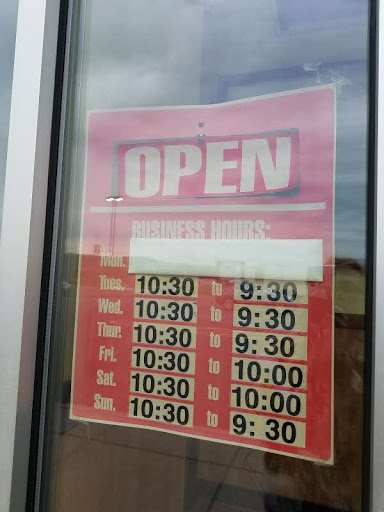 OPEN
BUSINESS HOURS:
Mon.
Tues. 10:30 to 9:30
Wed. 10:30 to 9:30
Thur. 10:30 to 9:30
Fri. 10:30 to 10:00
Sat. 10:30 to 10:00
Sun. 10:30 to 9:30